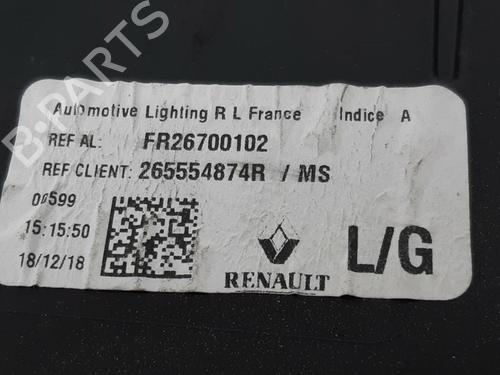 Automotive Lighting R L France Indice A
REF AL: FR26700102
REF CLIENT: 265554874R / MS
00599
15:15:50
18/12/18
RENAULT
L/G
B-PARTS